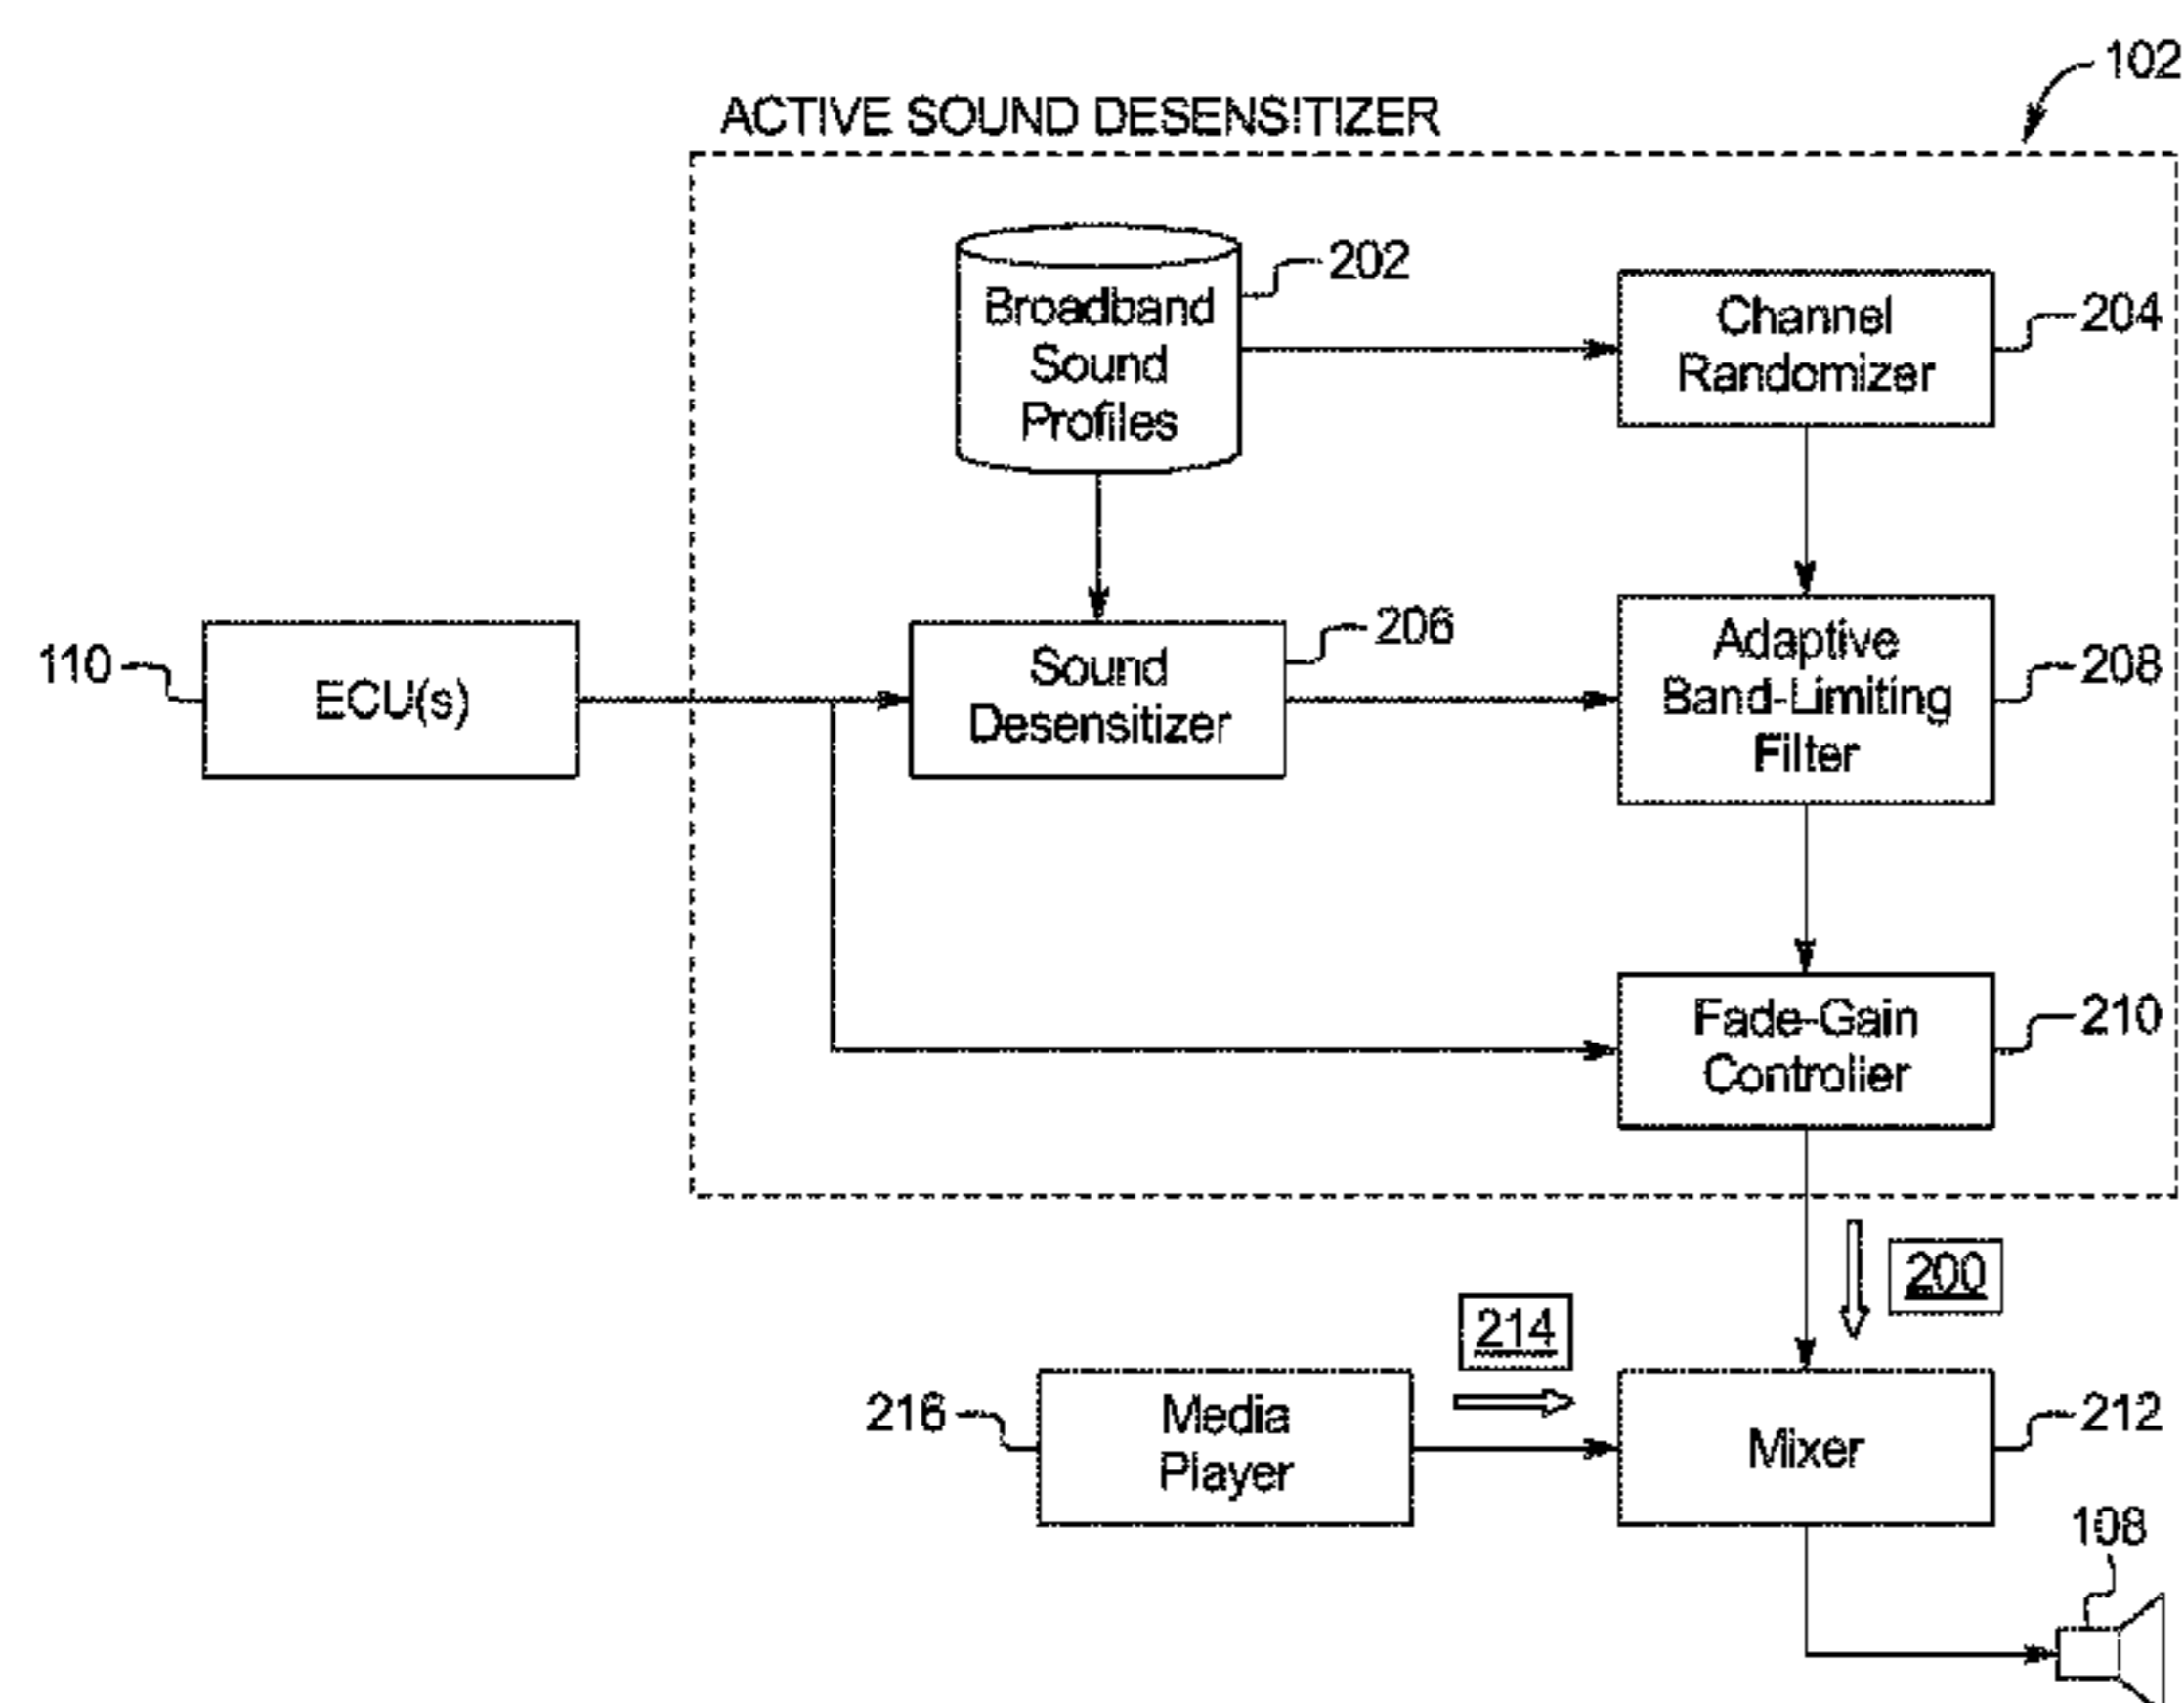 102
ACTIVE SOUND DESENSITIZER
202
Broadband
Sound
Profiles
Channel
Randomizer
204
110
ECU(s)
206
Sound
Desensitizer
Adaptive
Band-Limiting
Filter
208
Fade-Gain
Controller
210
200
214
216
Media
Player
Mixer
212
108